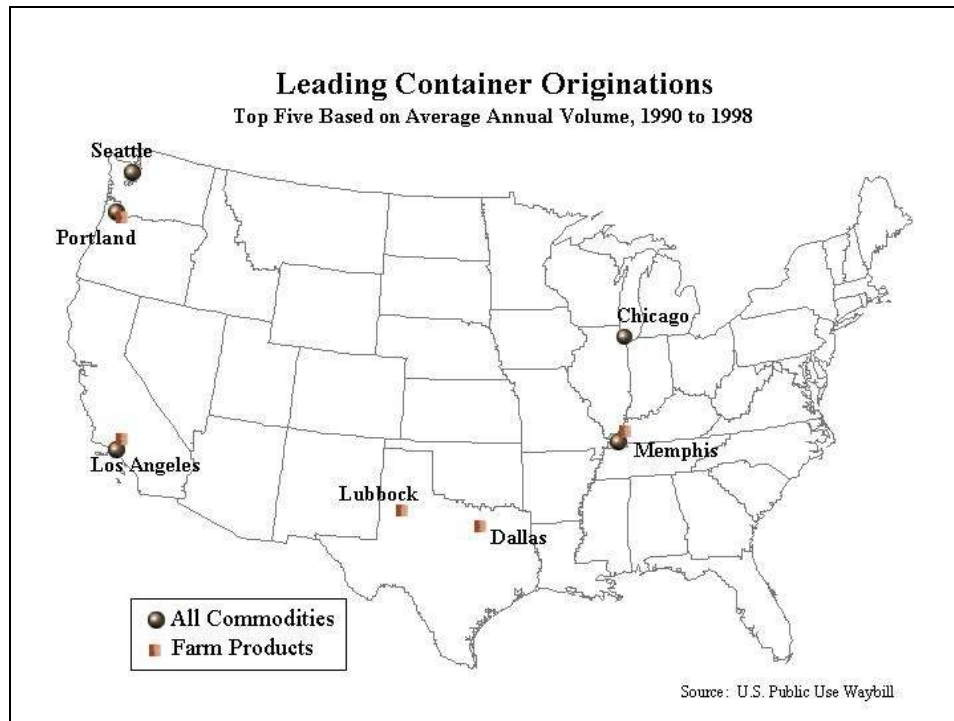 Leading Container Originations
Top Five Based on Average Annual Volume, 1990 to 1998
Seattle
Portland
Chicago
Los Angeles
Memphis
Lubbock
Dallas
All Commodities
Farm Products
Source: U.S. Public Use Waybill